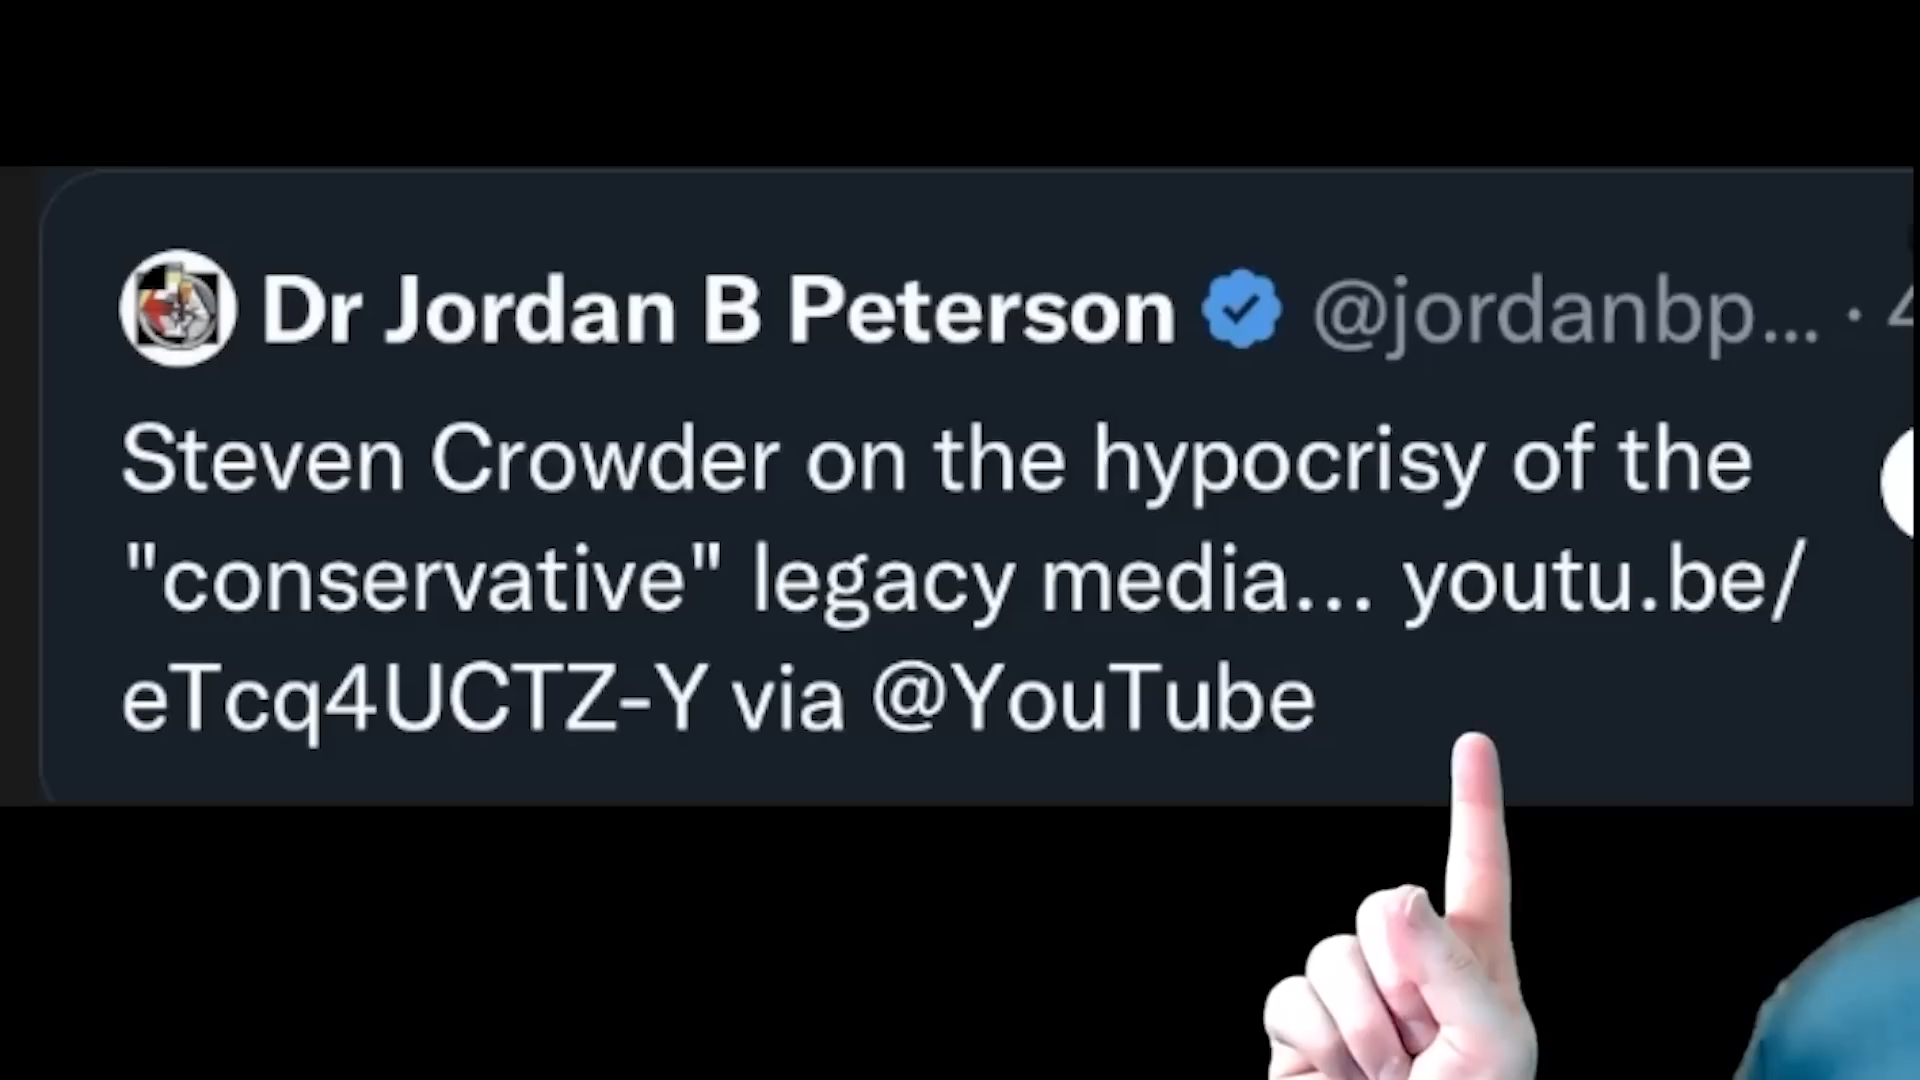 Dr Jordan B Peterson @jordanbp... · 4
Steven Crowder on the hypocrisy of the
"conservative" legacy media... youtu.be/
eTcq4UCTZ-Y via @YouTube